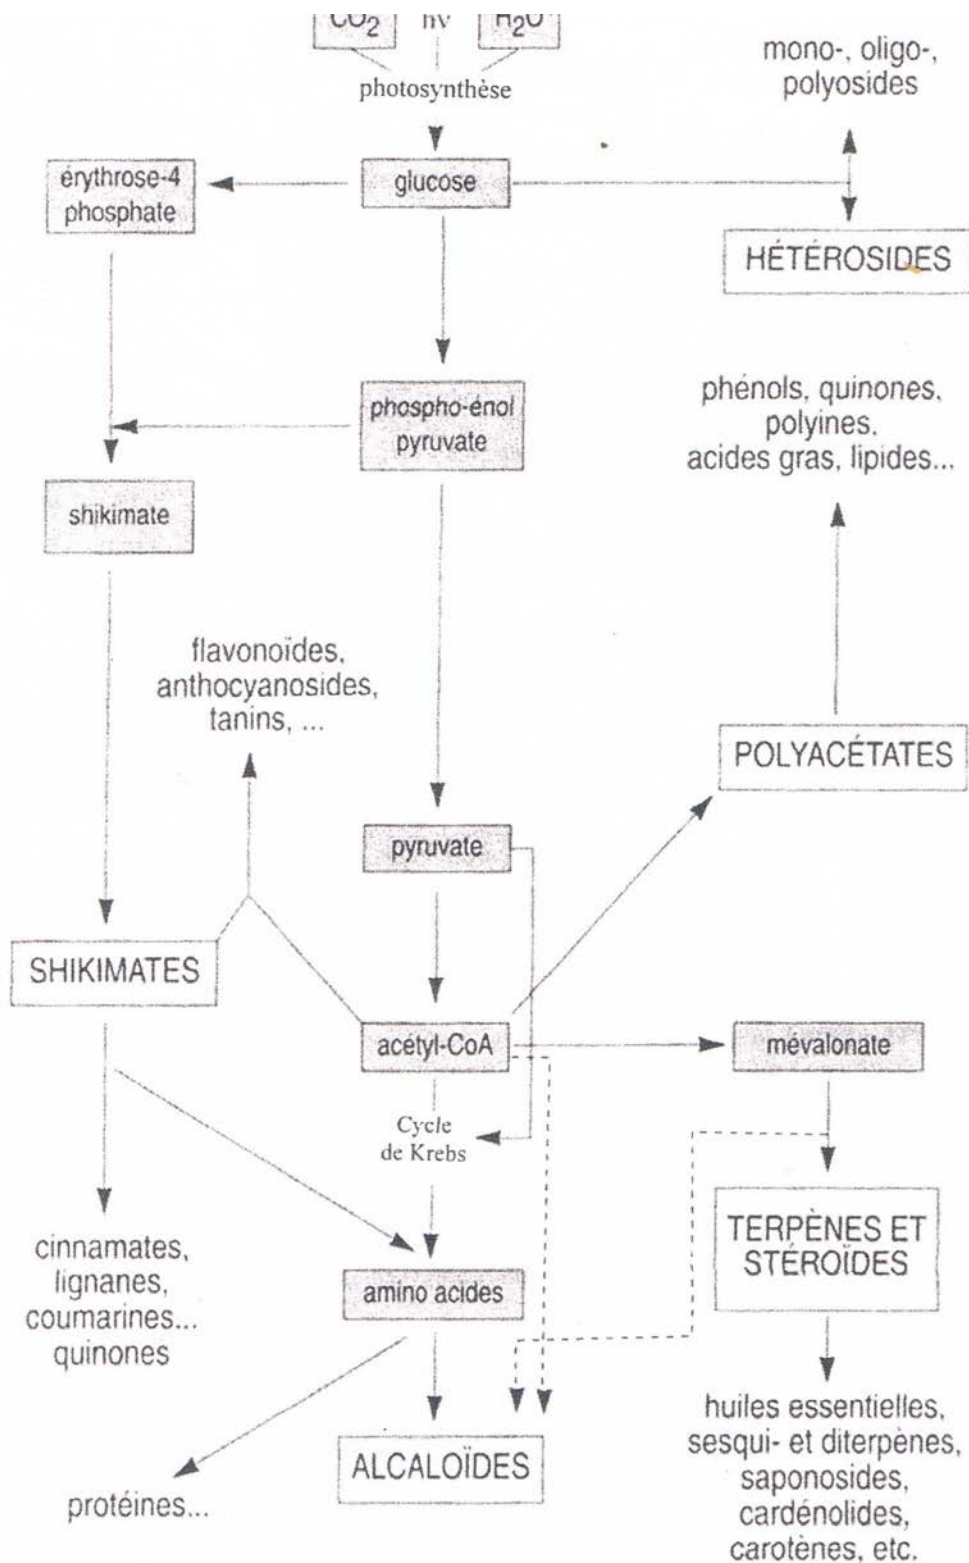 CO2 hν H2O
photosynthèse
mono-, oligo-,
polyosides
érythrose-4
phosphate
glucose
HÉTÉROSIDES
phospho-énol
pyruvate
phénols, quinones,
polyines,
acides gras, lipides...
shikimate
flavonoïdes,
anthocyanosides,
tanins, ...
POLYACÉTATES
pyruvate
SHIKIMATES
acétyl-CoA
mévalonate
Cycle
de Krebs
TERPÈNES ET
STÉROÏDES
cinnamates,
lignanes,
coumarines...
quinones
amino acides
huiles essentielles,
sesqui- et diterpènes,
saponosides,
cardénolides,
carotènes, etc.
ALCALOÏDES
protéines...